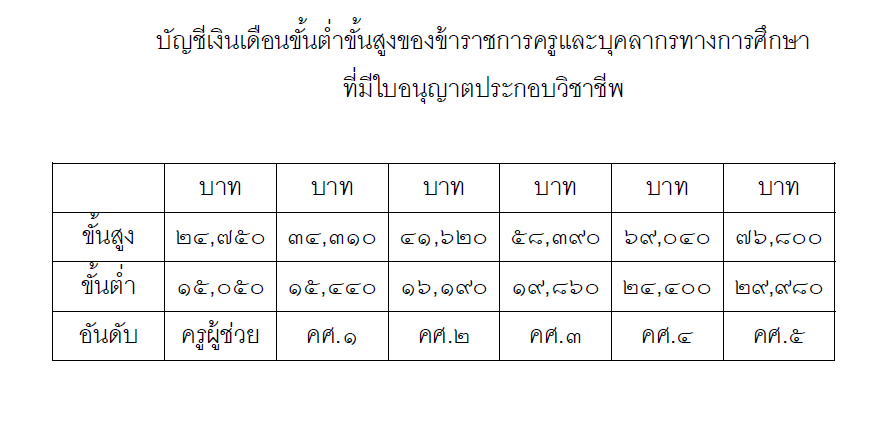 บัญชีเงินเดือนขั้นต่ำขั้นสูงของข้าราชการครูและบุคลากรทางการศึกษา
ที่มีใบอนุญาตประกอบวิชาชีพ
บาท บาท บาท บาท บาท บาท
ขั้นสูง ๒๔,๗๕๐ ๓๔,๓๑๐ ๔๑,๖๒๐ ๕๘,๓๙๐ ๖๙,๐๔๐ ๗๖,๘๐๐
ขั้นต่ำ ๑๕,๐๕๐ ๑๕,๔๔๐ ๑๖,๑๙๐ ๑๙,๘๖๐ ๒๔,๔๐๐ ๒๙,๙๘๐
อันดับ ครูผู้ช่วย คศ.๑ คศ.๒ คศ.๓ คศ.๔ คศ.๕